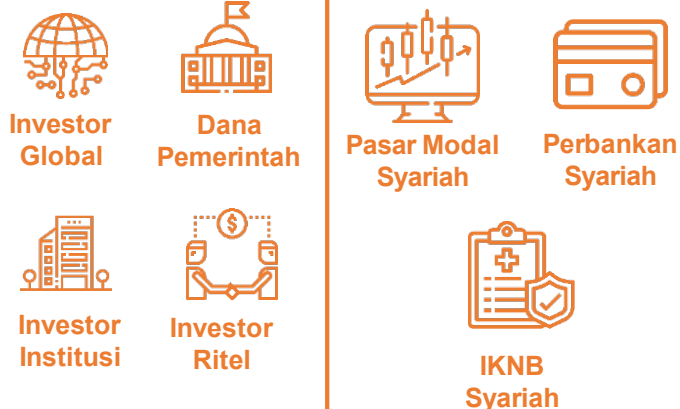 Investor
Global
Dana
Pemerintah
$
Investor
Institusi
Investor
Ritel
Pasar Modal
Syariah
Perbankan
Syariah
IKNB
Syariah